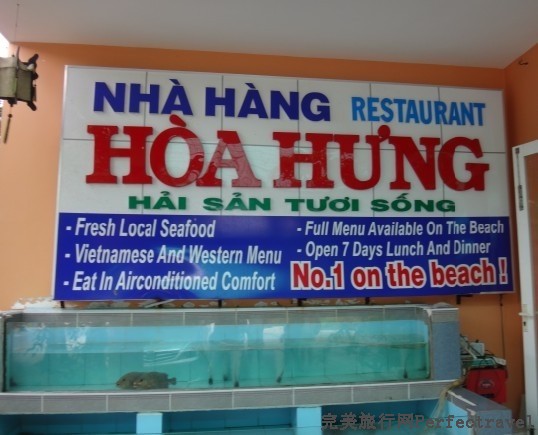 NHÀ HÀNG RESTAURANT
HÒA HƯNG
HẢI SẢN TƯƠI SỐNG
- Fresh Local Seafood
- Vietnamese And Western Menu
- Eat In Airconditioned Comfort
- Full Menu Available On The Beach
- Open 7 Days Lunch And Dinner
No.1 on the beach !
完美旅行网Perfectravel